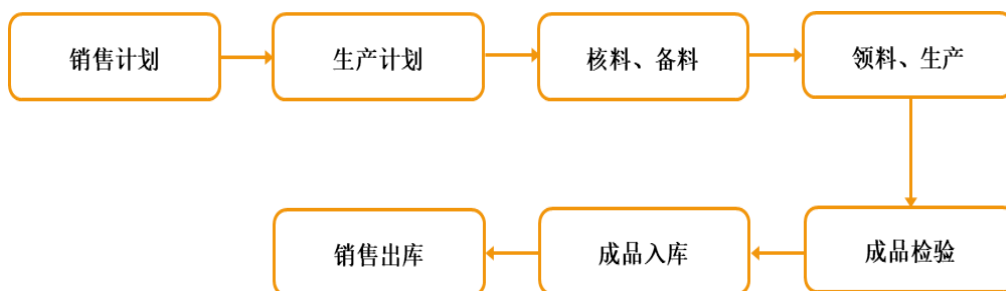 销售计划
生产计划
核料、备料
领料、生产
成品检验
成品入库
销售出库